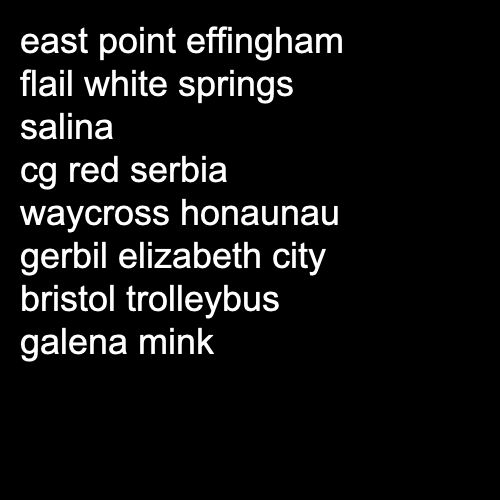 east point effingham
flail white springs
salina
cg red serbia
waycross honaunau
gerbil elizabeth city
bristol trolleybus
galena mink